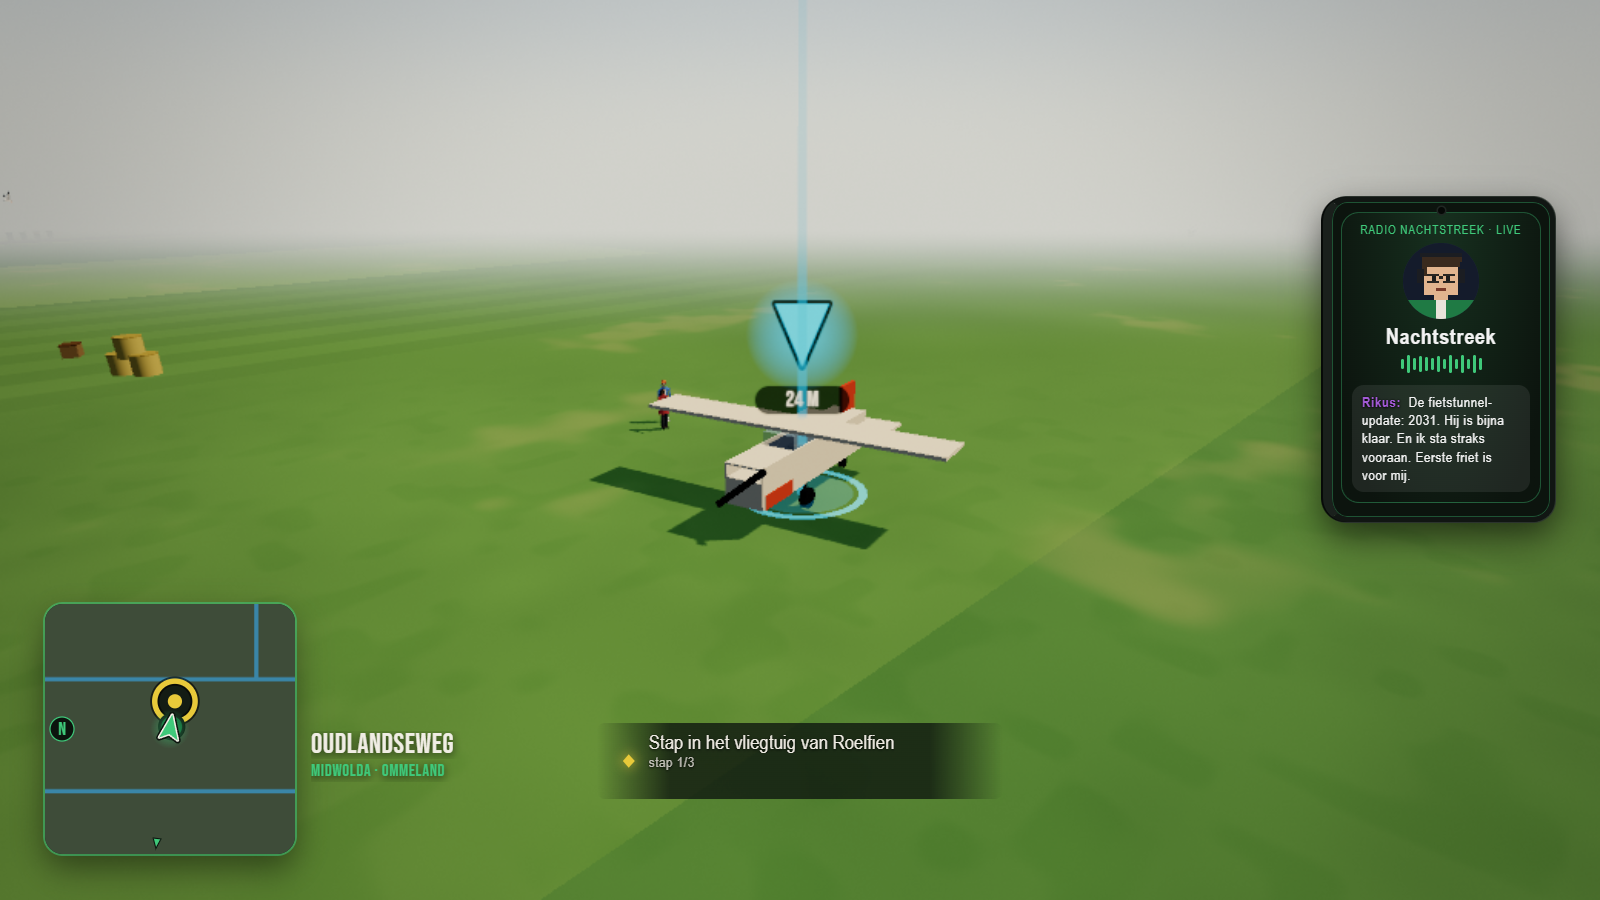 RADIO NACHTSTREEK · LIVE
Nachtstreek
Rikus: De fietstunnel-
update: 2031. Hij is bijna
klaar. En ik sta straks
vooraan. Eerste friet is
voor mij.
24 M
N
OUDLANDSEWEG
MIDWOLDA · OMMELAND
Stap in het vliegtuig van Roelfien
stap 1/3